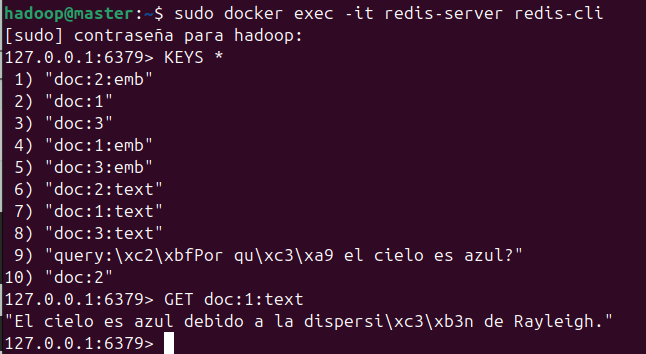 hadoop@master:~$ sudo docker exec -it redis-server redis-cli
[sudo] contraseña para hadoop:
127.0.0.1:6379> KEYS *
 1) "doc:2:emb"
 2) "doc:1"
 3) "doc:3"
 4) "doc:1:emb"
 5) "doc:3:emb"
 6) "doc:2:text"
 7) "doc:1:text"
 8) "doc:3:text"
 9) "query:\xc2\xbfPor qu\xc3\xa9 el cielo es azul?"
10) "doc:2"
127.0.0.1:6379> GET doc:1:text
"El cielo es azul debido a la dispersi\xc3\xb3n de Rayleigh."
127.0.0.1:6379>